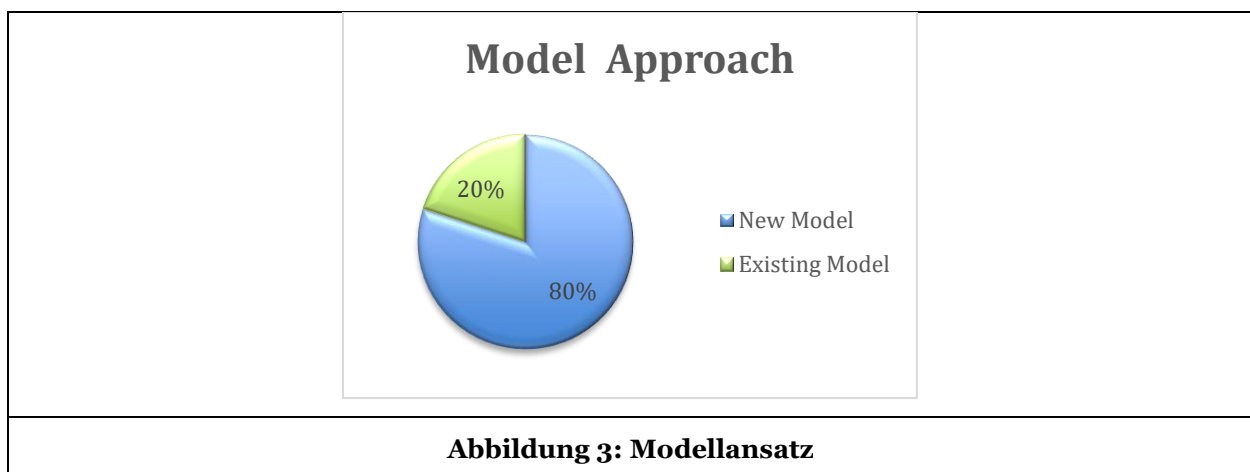 Model Approach
20%
New Model
Existing Model
80%
Abbildung 3: Modellansatz